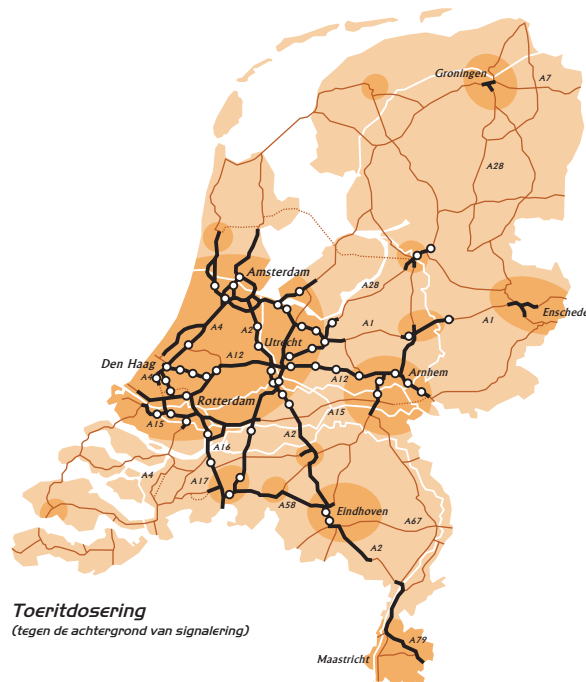 Groningen
A7
A28
Amsterdam
A28
Enschede
A4
A2
Utrecht
A1
A1
Den Haag
A12
A4
A12
Arnhem
Rotterdam
A15
A15
A2
A16
A4
A17
A58
Eindhoven
A67
A2
Toeritdosering
(tegen de achtergrond van signalering)
A79
Maastricht